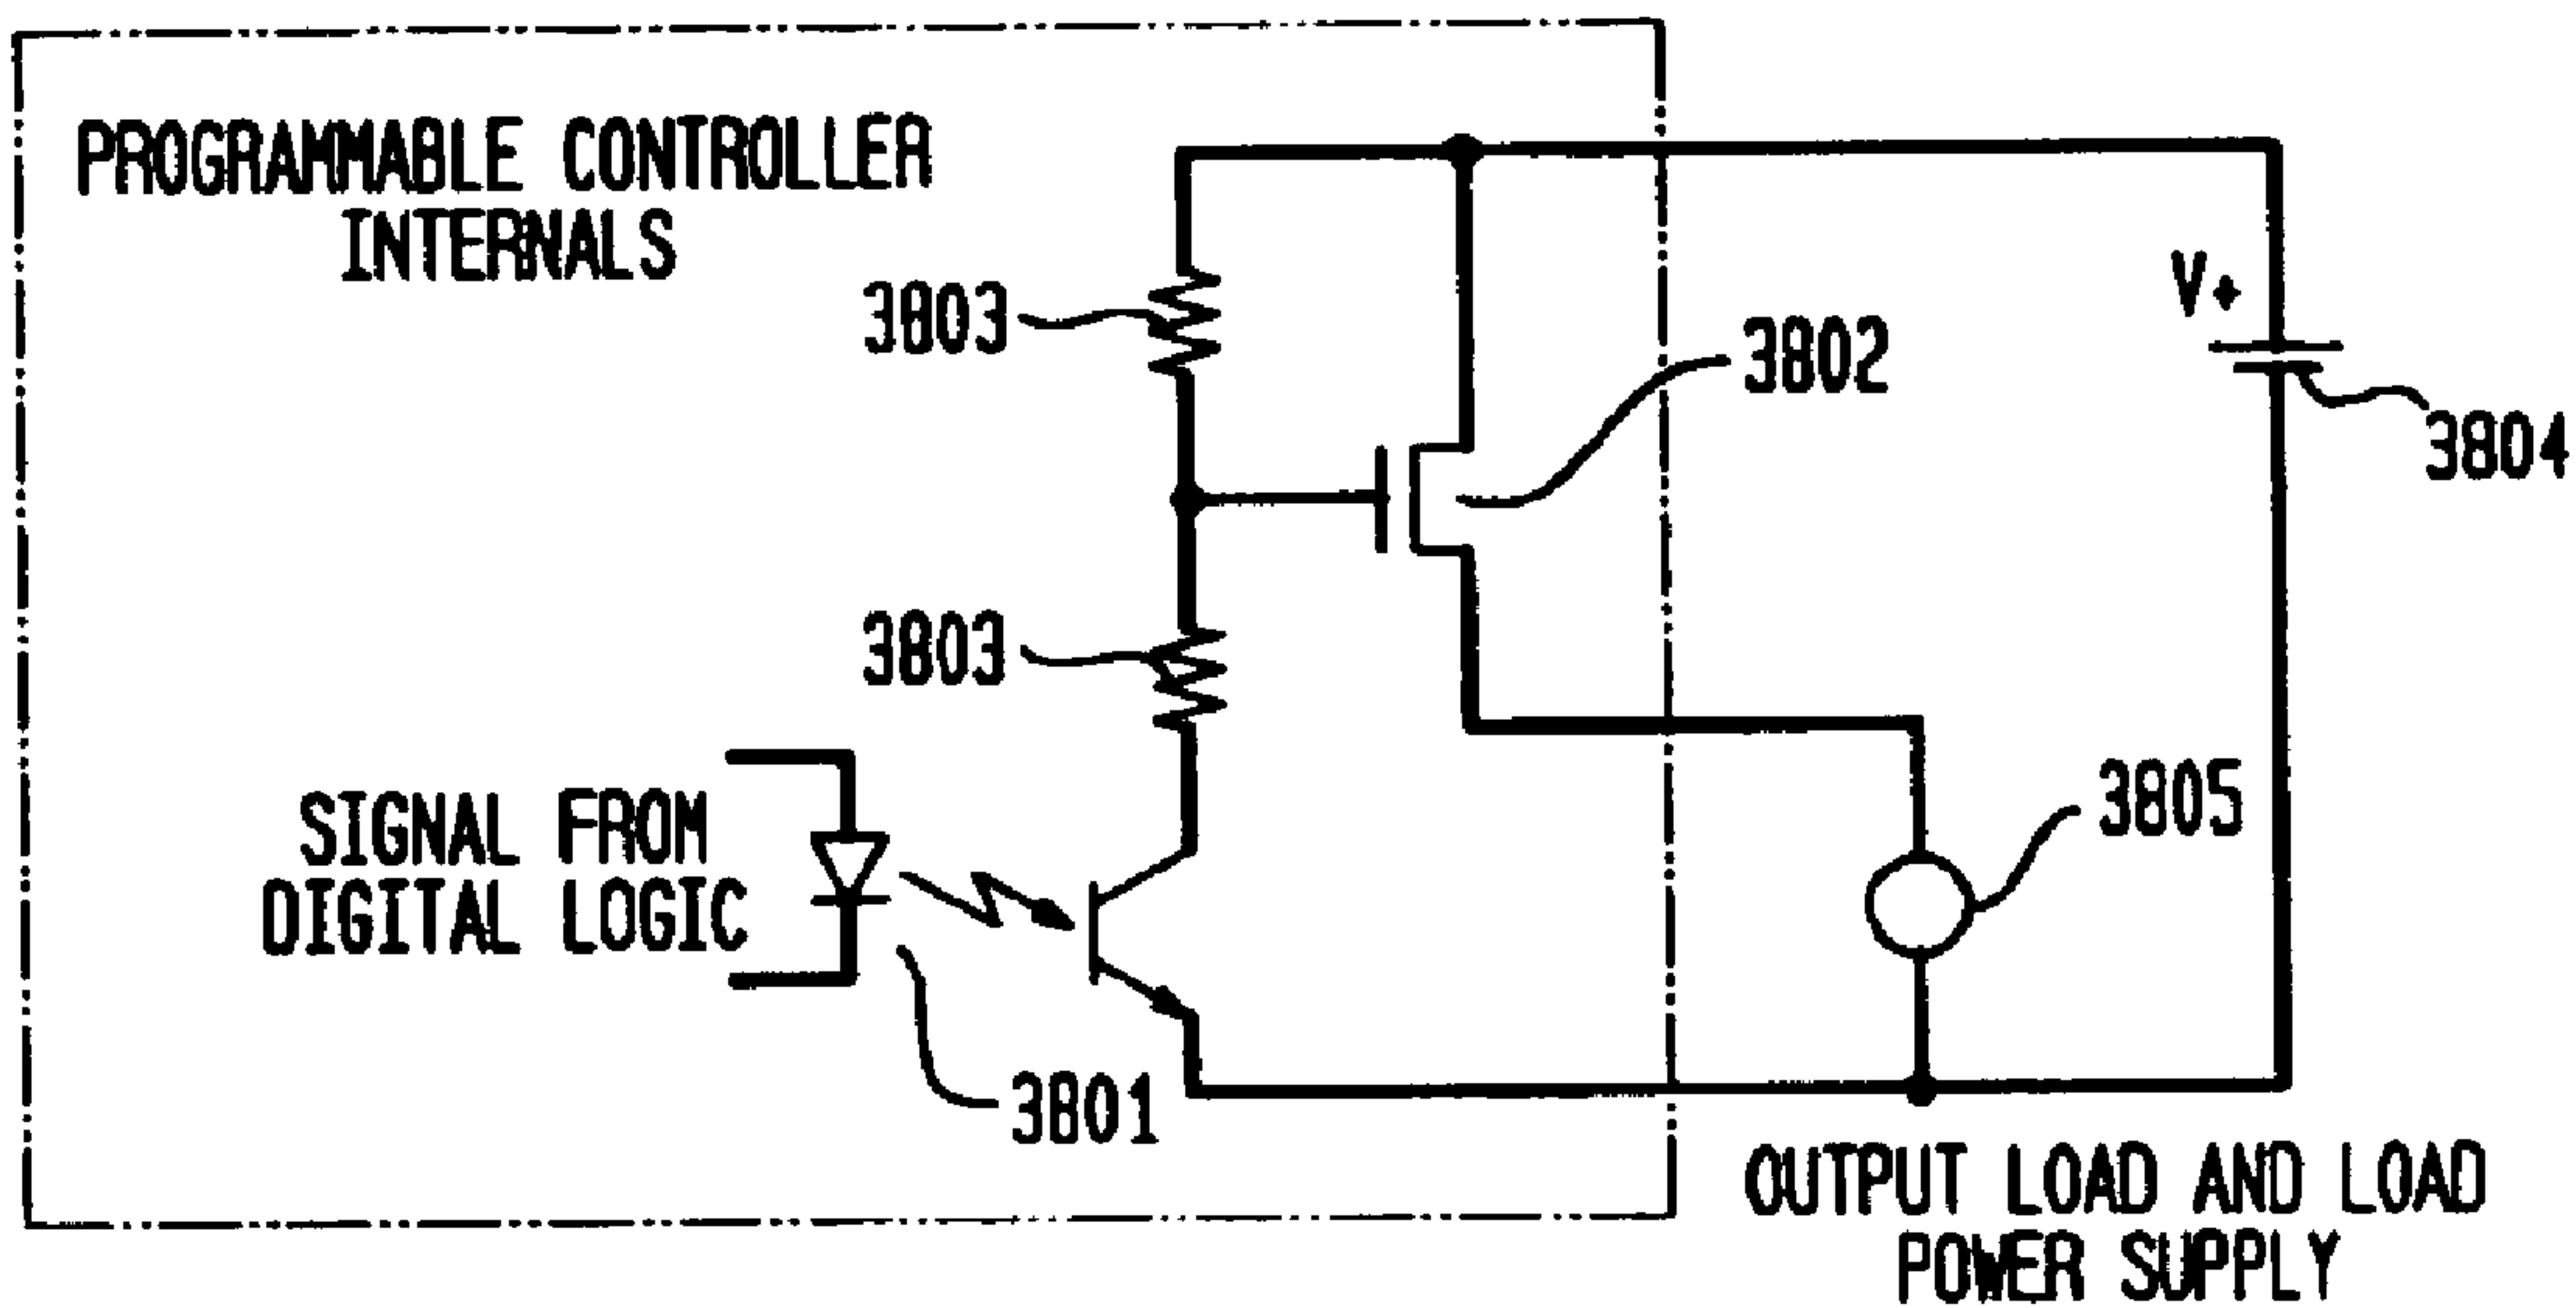 PROGRAMMABLE CONTROLLER
INTERNALS
3803
3802
V+
3804
3803
SIGNAL FROM
DIGITAL LOGIC
3805
3801
OUTPUT LOAD AND LOAD
POWER SUPPLY